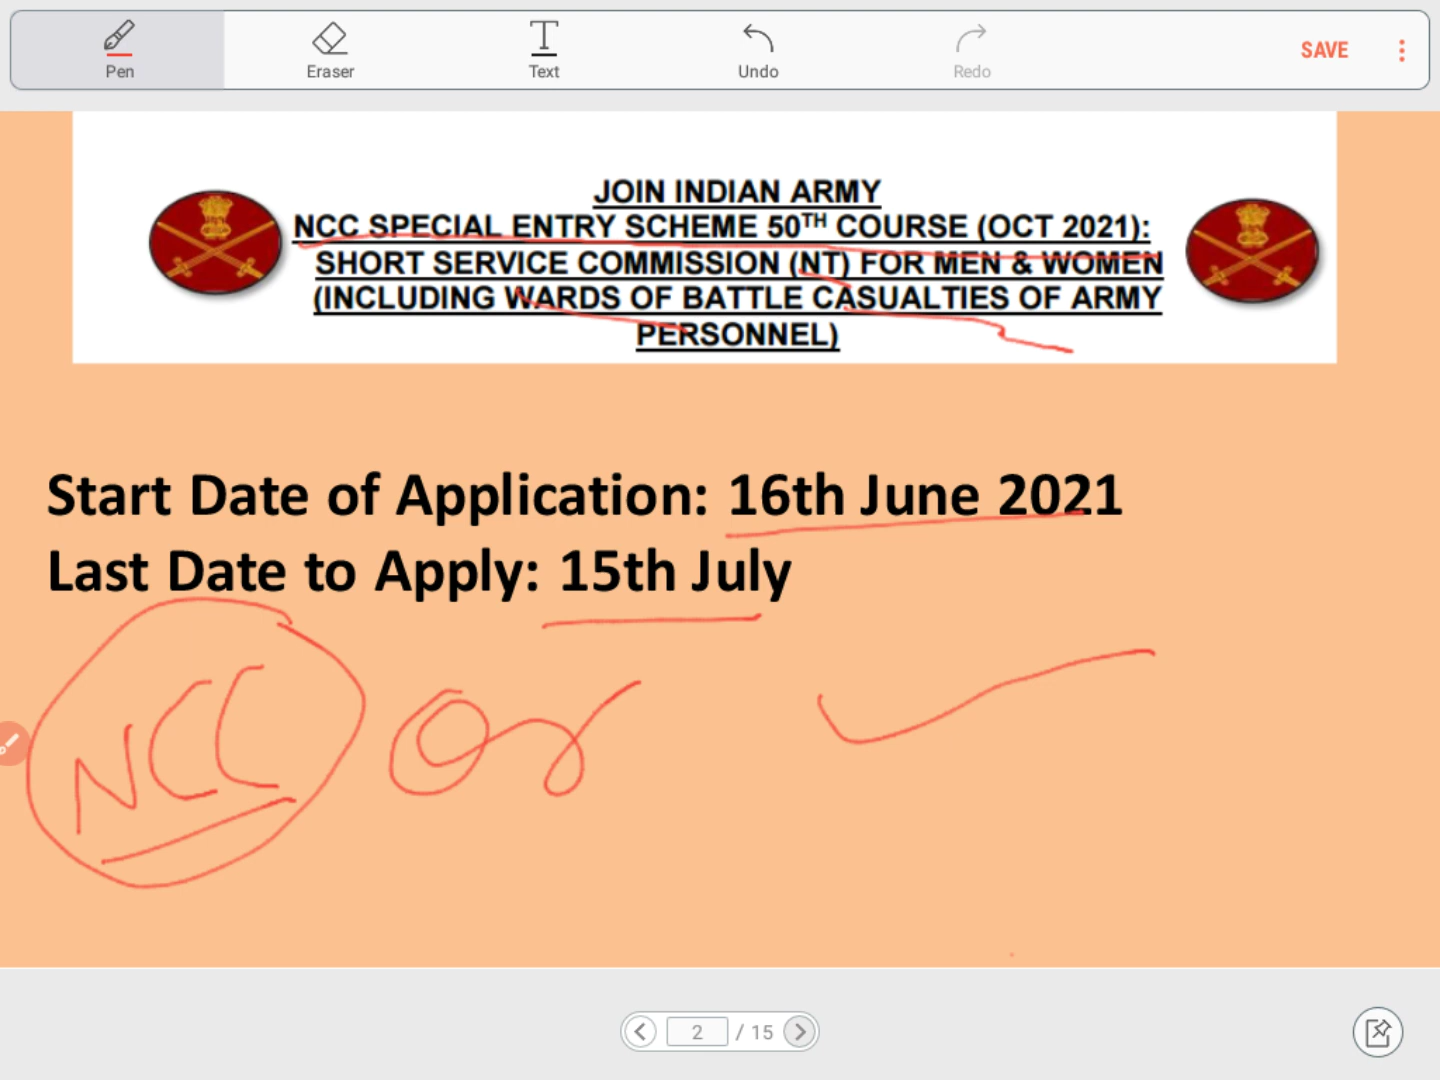 Pen
Eraser
Text
Undo
Redo
SAVE
JOIN INDIAN ARMY
NCC SPECIAL ENTRY SCHEME 50TH COURSE (OCT 2021):
SHORT SERVICE COMMISSION (NT) FOR MEN & WOMEN
(INCLUDING WARDS OF BATTLE CASUALTIES OF ARMY
PERSONNEL)
Start Date of Application: 16th June 2021
Last Date to Apply: 15th July
NCC
2 / 15